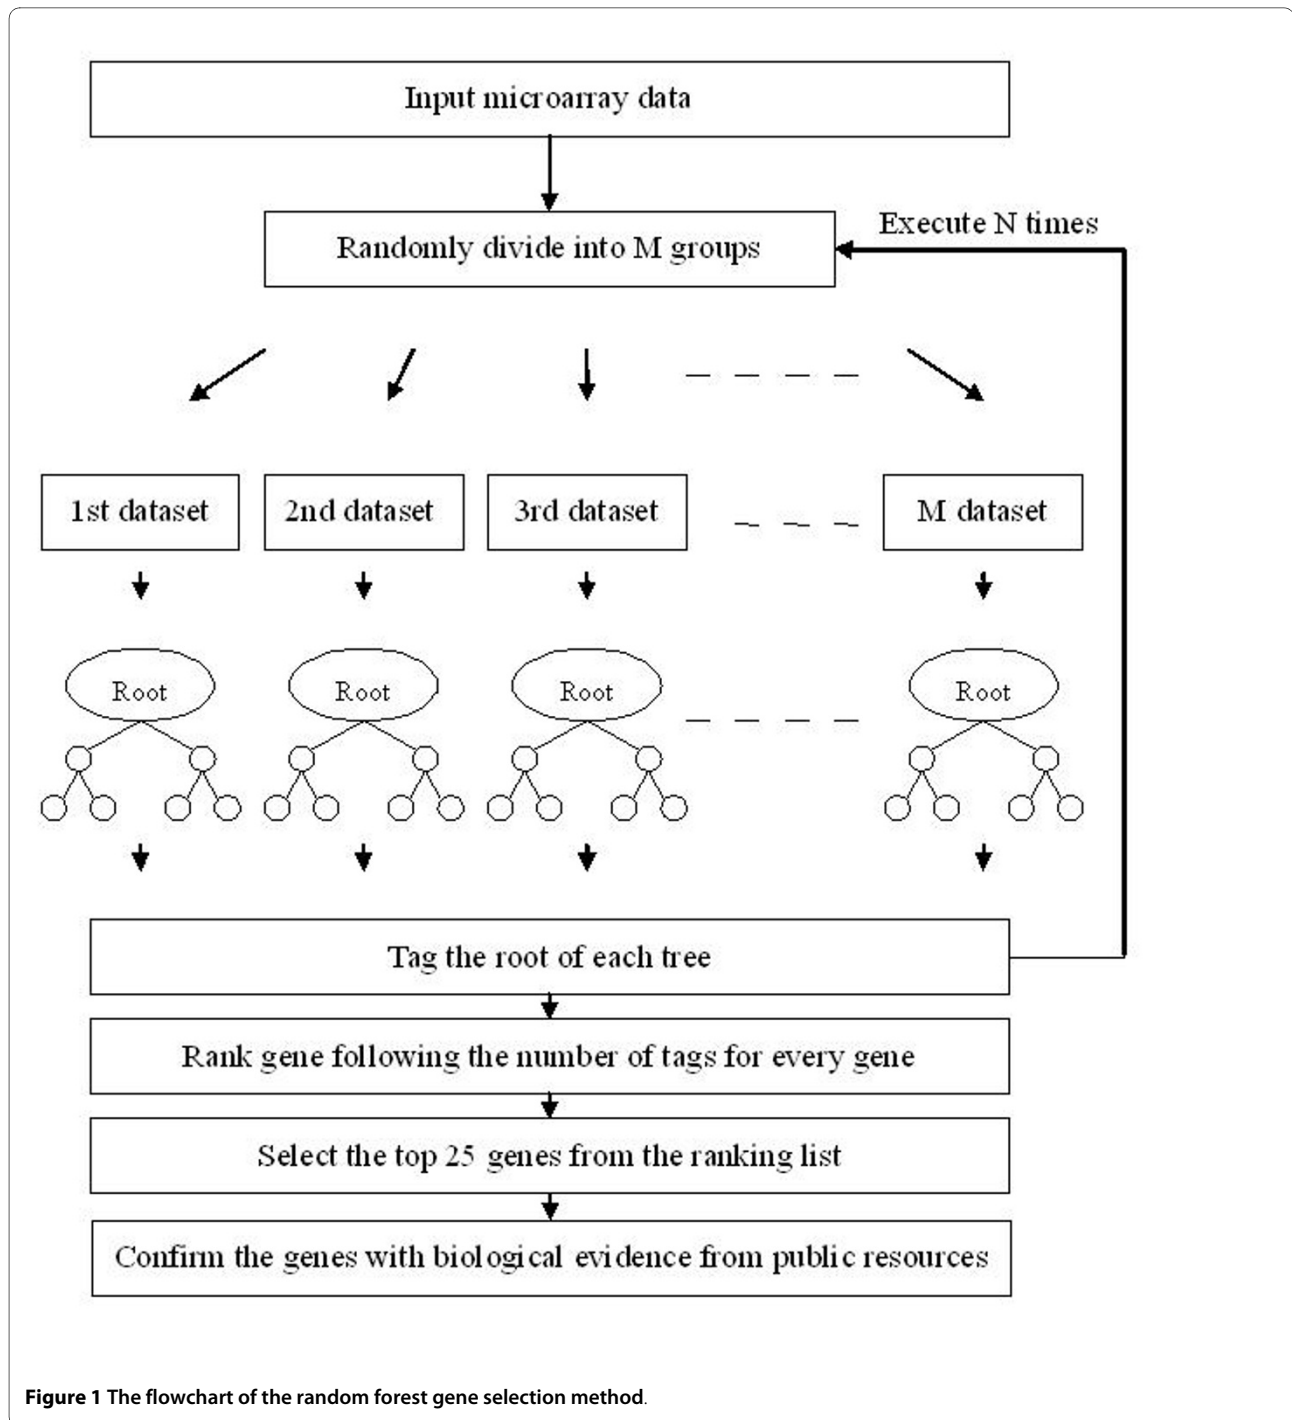 Input microarray data
Execute N times
Randomly divide into M groups
1st dataset
2nd dataset
3rd dataset
M dataset
Root
Root
Root
Root
Tag the root of each tree
Rank gene following the number of tags for every gene
Select the top 25 genes from the ranking list
Confirm the genes with biological evidence from public resources
Figure 1 The flowchart of the random forest gene selection method.